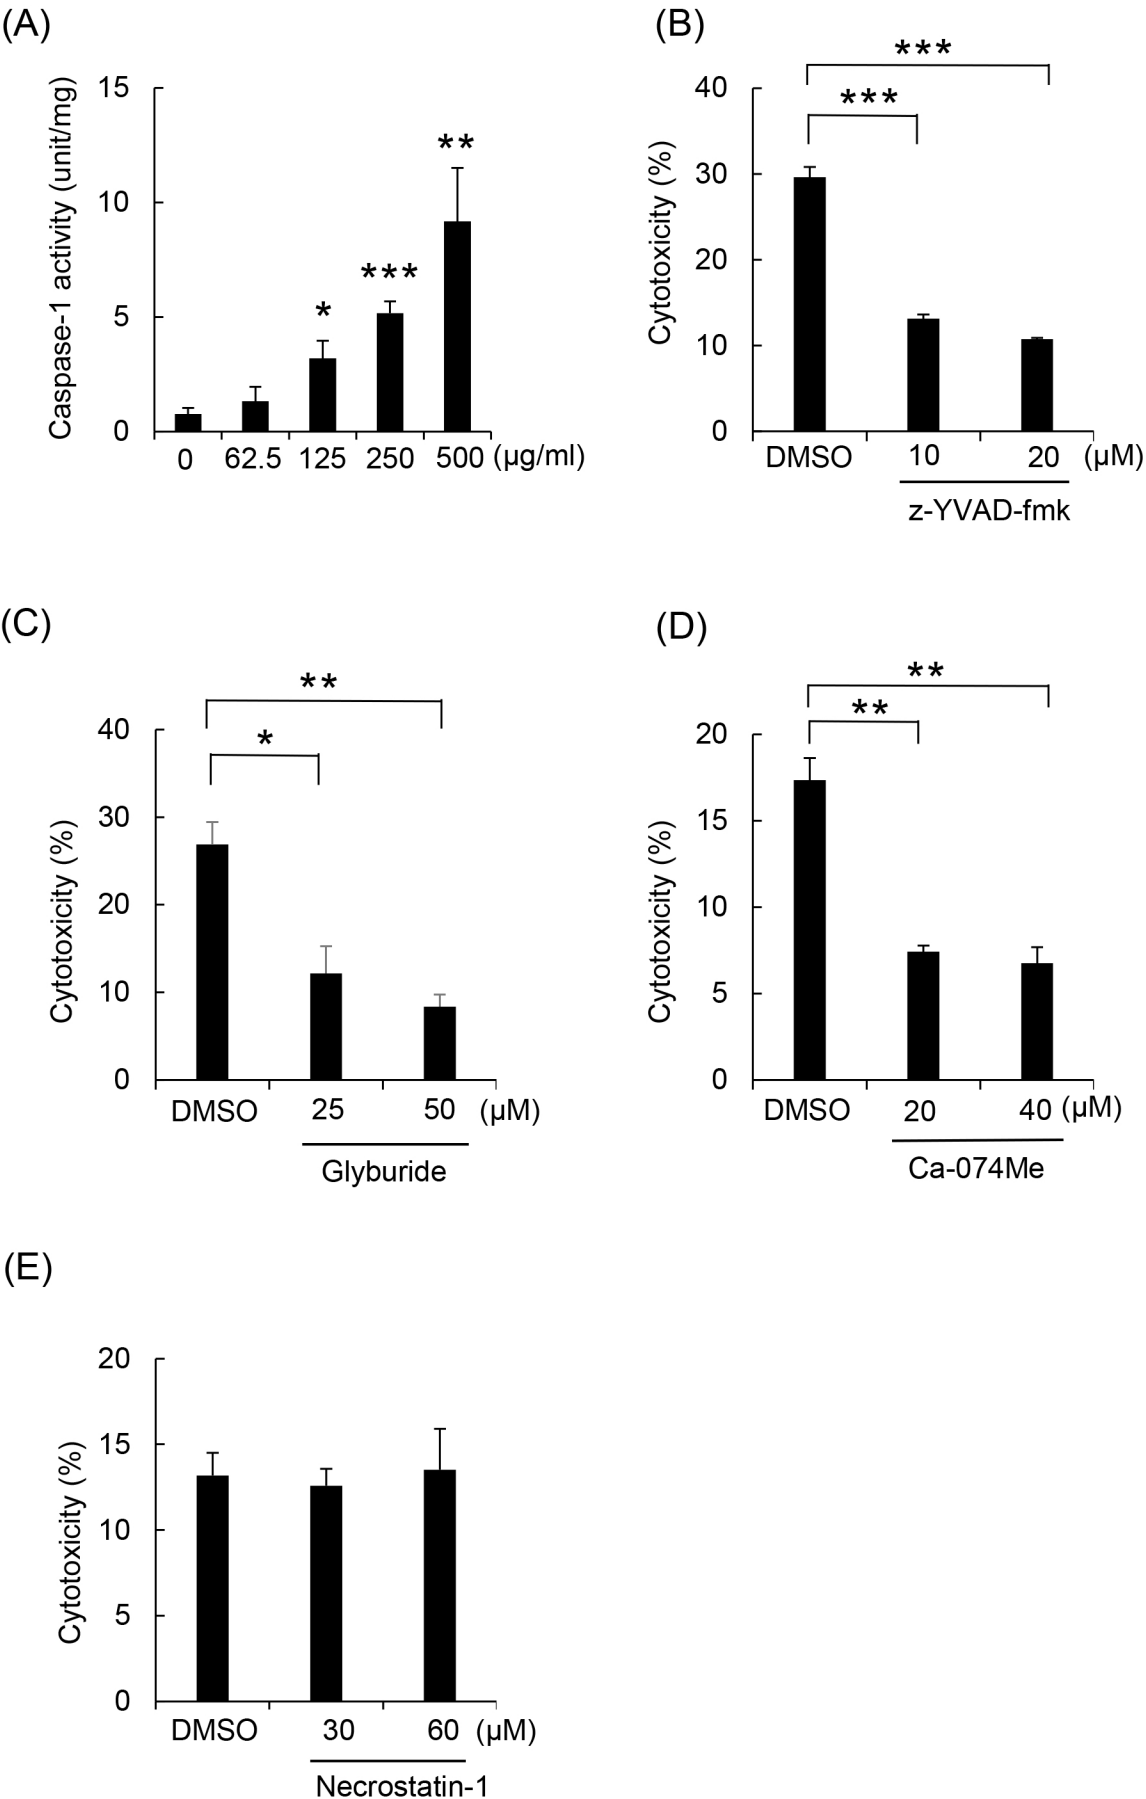 (A)
Caspase-1 activity (unit/mg)
15
10
5
0
*
***
**
0 62.5 125 250 500 (µg/ml)
(B)
Cytotoxicity (%)
40
30
20
10
0
***
***
DMSO 10 20 (µM)
z-YVAD-fmk
(C)
Cytotoxicity (%)
40
30
20
10
0
**
*
DMSO 25 50 (µM)
Glyburide
(D)
Cytotoxicity (%)
20
15
10
5
0
**
**
DMSO 20 40 (µM)
Ca-074Me
(E)
Cytotoxicity (%)
20
15
10
5
0
DMSO 30 60 (µM)
Necrostatin-1